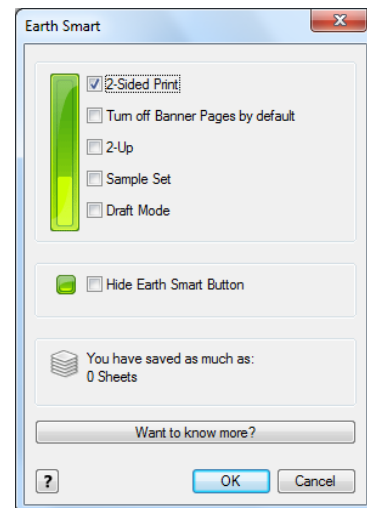 Earth Smart
2-Sided Print
Turn off Banner Pages by default
2-Up
Sample Set
Draft Mode
Hide Earth Smart Button
You have saved as much as:
0 Sheets
Want to know more?
? OK Cancel